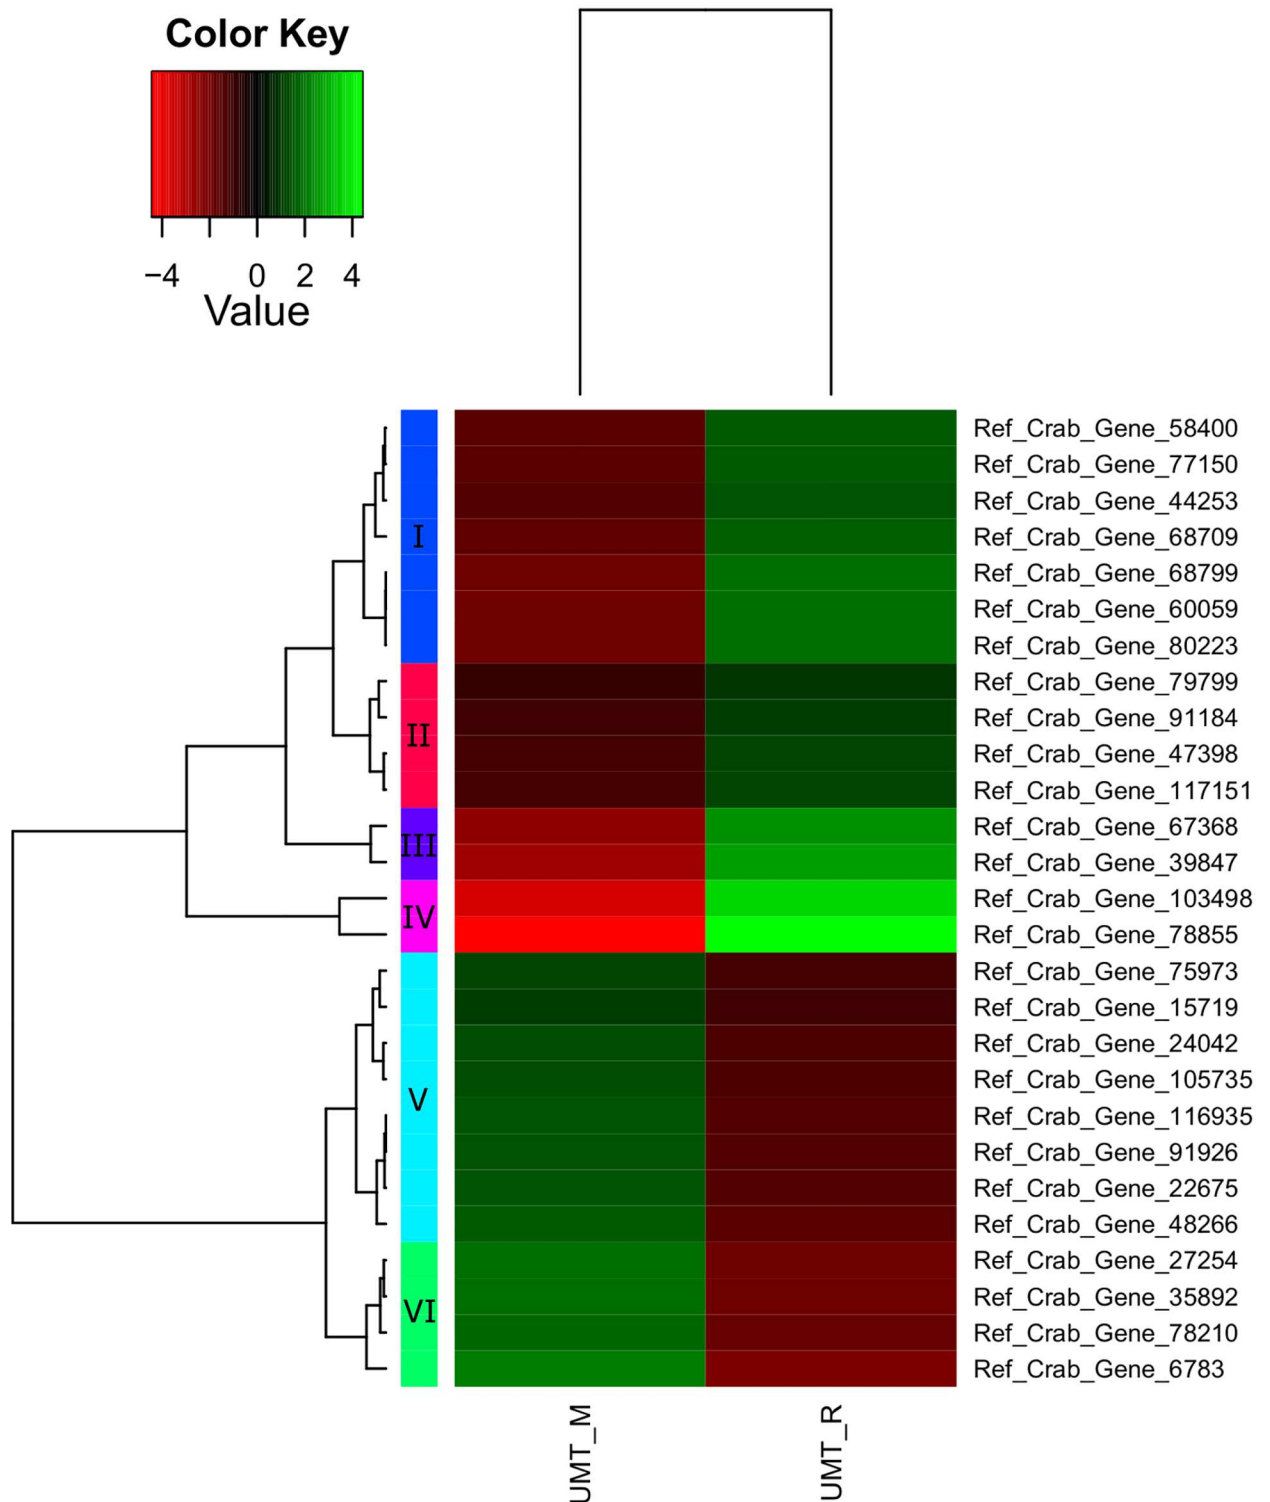 Color Key
−4 0 2 4
Value
I
II
III
IV
V
VI
Ref_Crab_Gene_58400
Ref_Crab_Gene_77150
Ref_Crab_Gene_44253
Ref_Crab_Gene_68709
Ref_Crab_Gene_68799
Ref_Crab_Gene_60059
Ref_Crab_Gene_80223
Ref_Crab_Gene_79799
Ref_Crab_Gene_91184
Ref_Crab_Gene_47398
Ref_Crab_Gene_117151
Ref_Crab_Gene_67368
Ref_Crab_Gene_39847
Ref_Crab_Gene_103498
Ref_Crab_Gene_78855
Ref_Crab_Gene_75973
Ref_Crab_Gene_15719
Ref_Crab_Gene_24042
Ref_Crab_Gene_105735
Ref_Crab_Gene_116935
Ref_Crab_Gene_91926
Ref_Crab_Gene_22675
Ref_Crab_Gene_48266
Ref_Crab_Gene_27254
Ref_Crab_Gene_35892
Ref_Crab_Gene_78210
Ref_Crab_Gene_6783
UMT_M
UMT_R